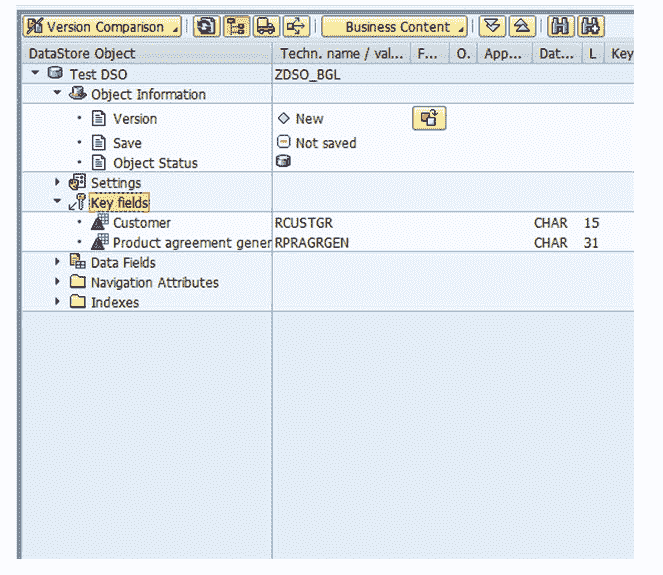 Version Comparison Business Content
DataStore Object Techn. name / val... F... O. App... Dat... L Key
Test DSO ZDSO_BGL
Object Information
Version New
Save Not saved
Object Status
Settings
Key fields
Customer RCUSTGR CHAR 15
Product agreement gener RPRAGRGEN CHAR 31
Data Fields
Navigation Attributes
Indexes